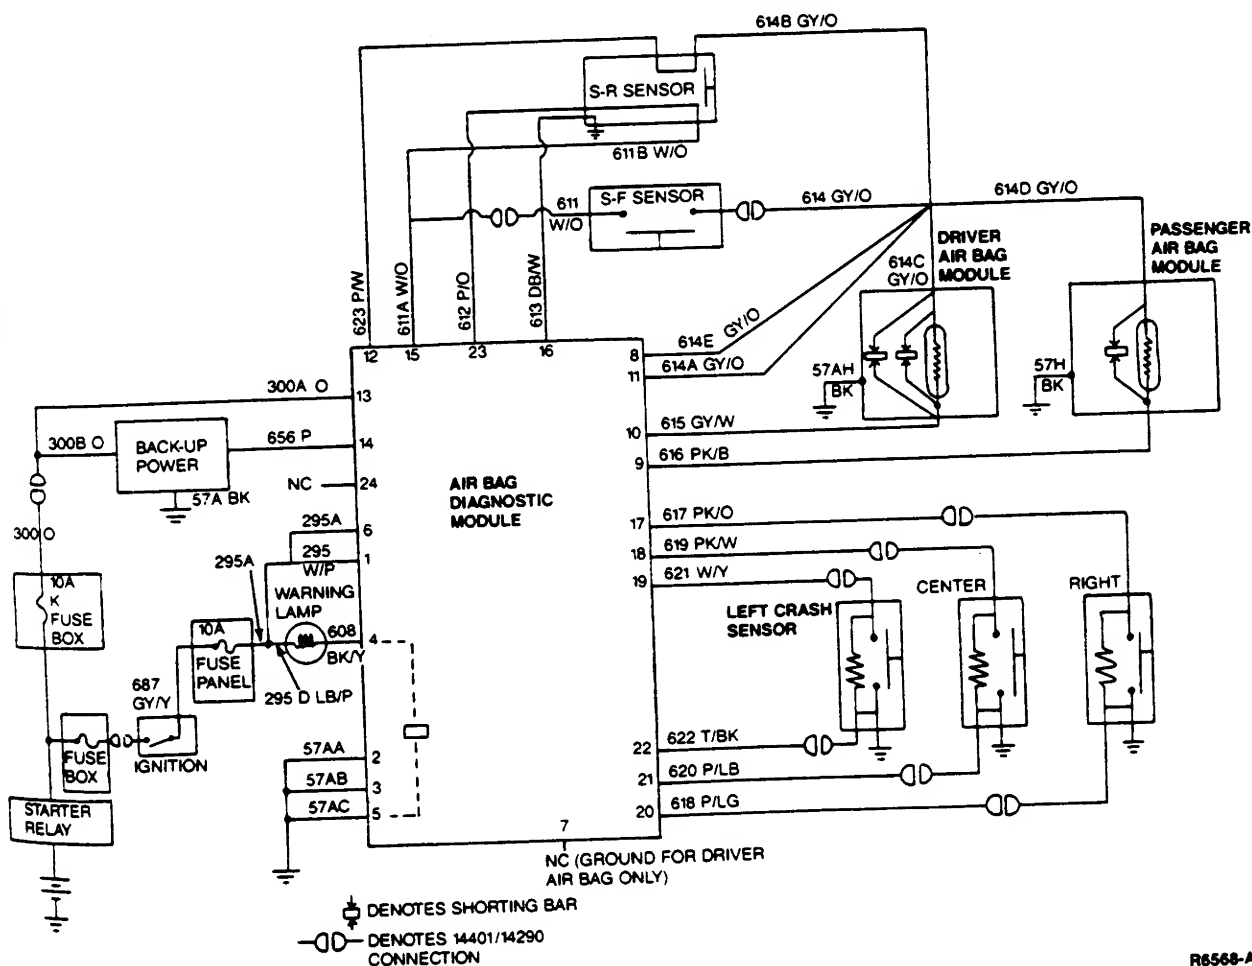 614B GY/O
S-R SENSOR
611B W/O
611
W/O
S-F SENSOR
614 GY/O
614D GY/O
DRIVER
AIR BAG
MODULE
PASSENGER
AIR BAG
MODULE
614C
GY/O
623 P/W
611A W/O
612 P/O
613 DB/W
12
15
23
16
8
614E
GY/O
11
614A GY/O
57AH
BK
57H
BK
300A O
13
10
615 GY/W
300B O
BACK-UP
POWER
656 P
14
9
616 PK/B
NC
24
57A BK
AIR BAG
DIAGNOSTIC
MODULE
300 O
295A
6
17
617 PK/O
295
W/P
1
18
619 PK/W
295A
19
621 W/Y
10A
K
FUSE
BOX
WARNING
LAMP
LEFT CRASH
SENSOR
CENTER
RIGHT
10A
FUSE
PANEL
608
BK/Y
4
295 D LB/P
687
GY/Y
FUSE
BOX
IGNITION
57AA
2
22
622 T/BK
57AB
3
21
620 P/LB
57AC
5
20
618 P/LG
STARTER
RELAY
7
NC (GROUND FOR DRIVER
AIR BAG ONLY)
DENOTES SHORTING BAR
DENOTES 14401/14290
CONNECTION
R6568-A